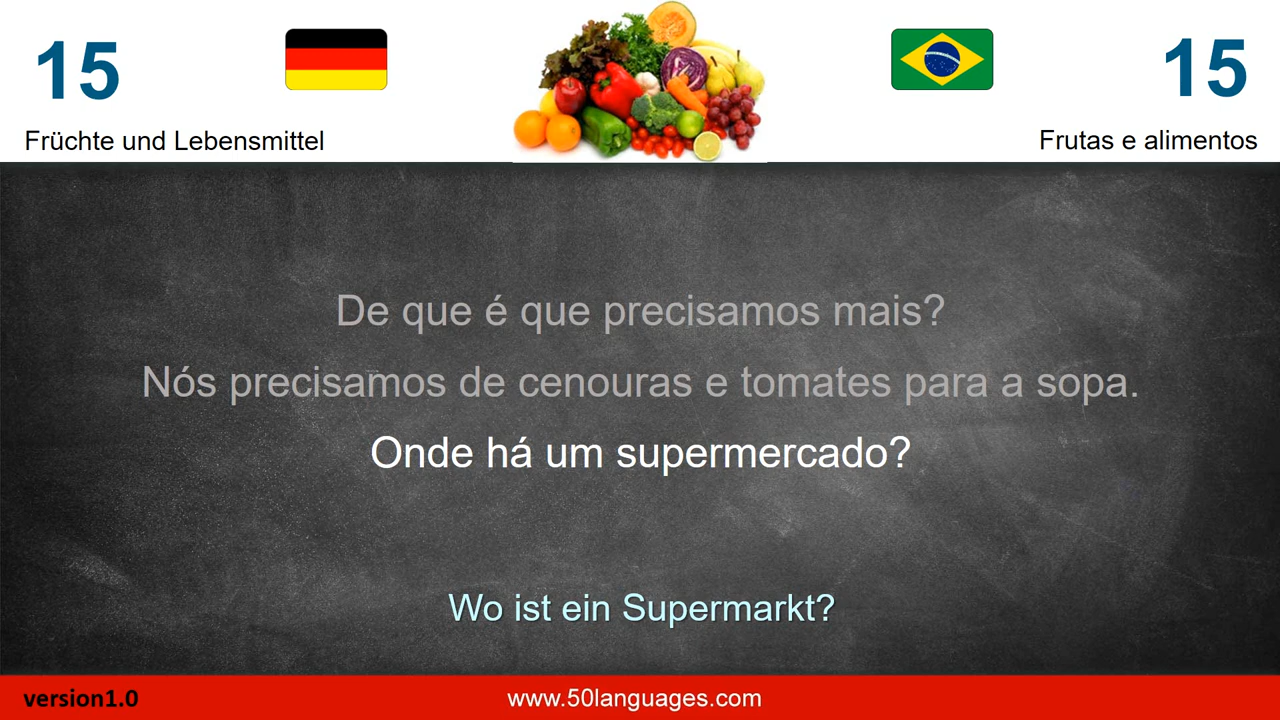 15
15
Früchte und Lebensmittel
Frutas e alimentos
De que é que precisamos mais?
Nós precisamos de cenouras e tomates para a sopa.
Onde há um supermercado?
Wo ist ein Supermarkt?
version1.0
www.50languages.com